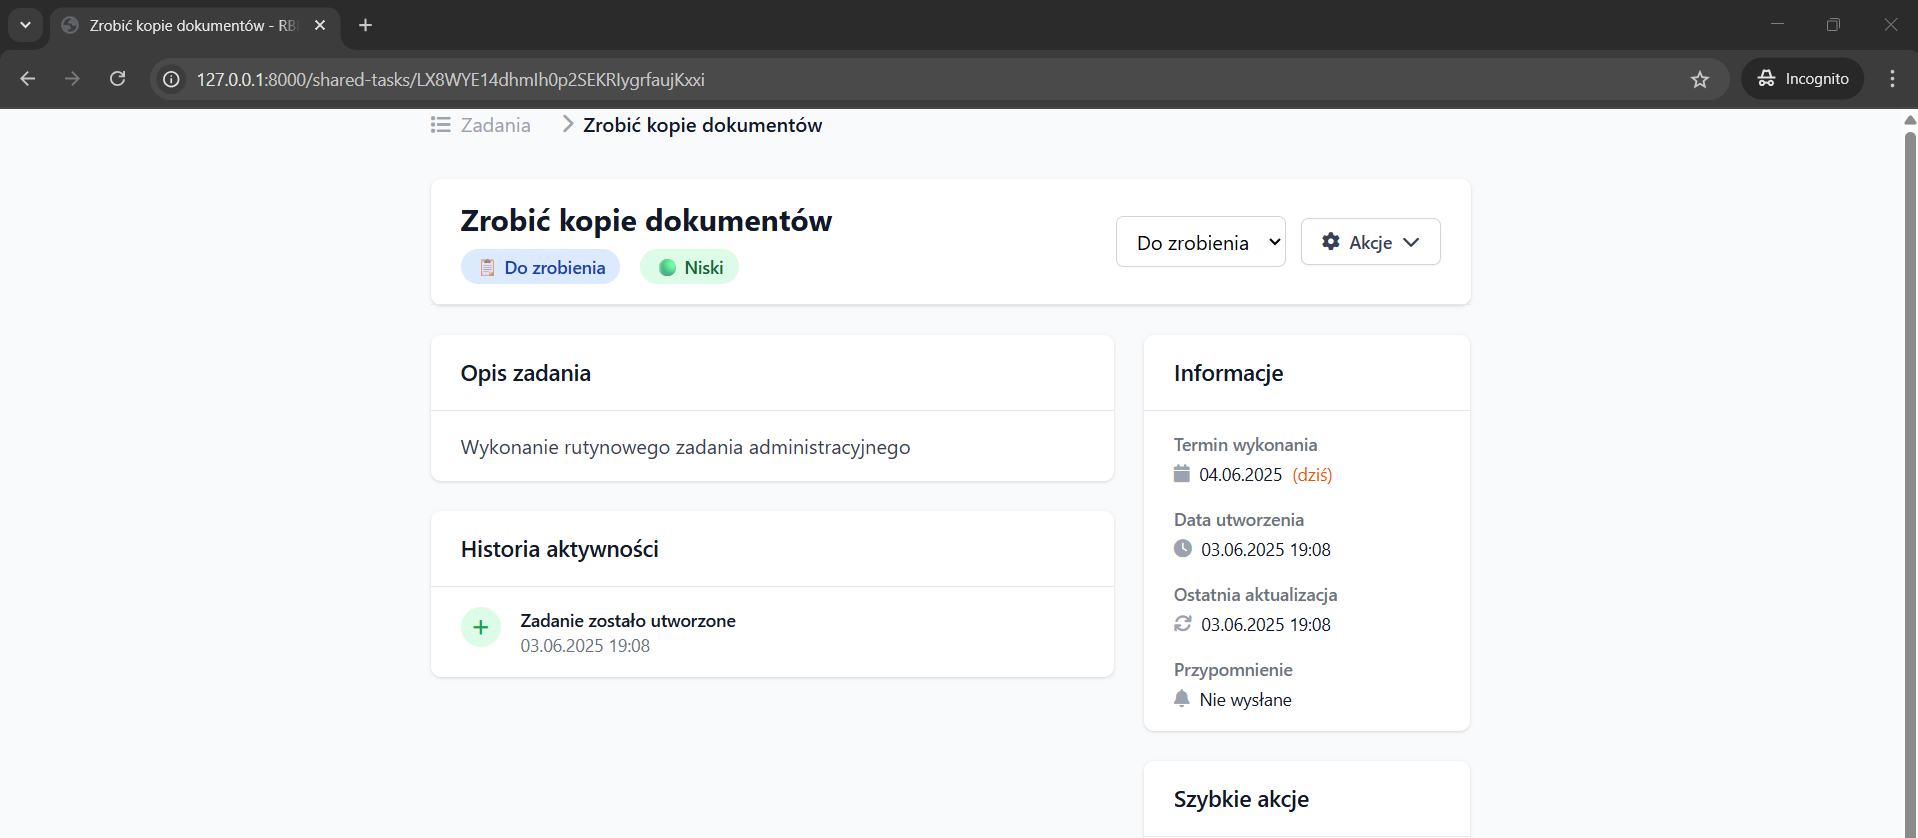 Zrobić kopie dokumentów - RB
127.0.0.1:8000/shared-tasks/LX8WYE14dhmIh0p2SEKRIygrfaujKxxi
Incognito
Zadania
Zrobić kopie dokumentów
Zrobić kopie dokumentów
Do zrobienia
Niski
Do zrobienia
Akcje
Opis zadania
Wykonanie rutynowego zadania administracyjnego
Historia aktywności
Zadanie zostało utworzone
03.06.2025 19:08
Informacje
Termin wykonania
04.06.2025 (dziś)
Data utworzenia
03.06.2025 19:08
Ostatnia aktualizacja
03.06.2025 19:08
Przypomnienie
Nie wysłane
Szybkie akcje